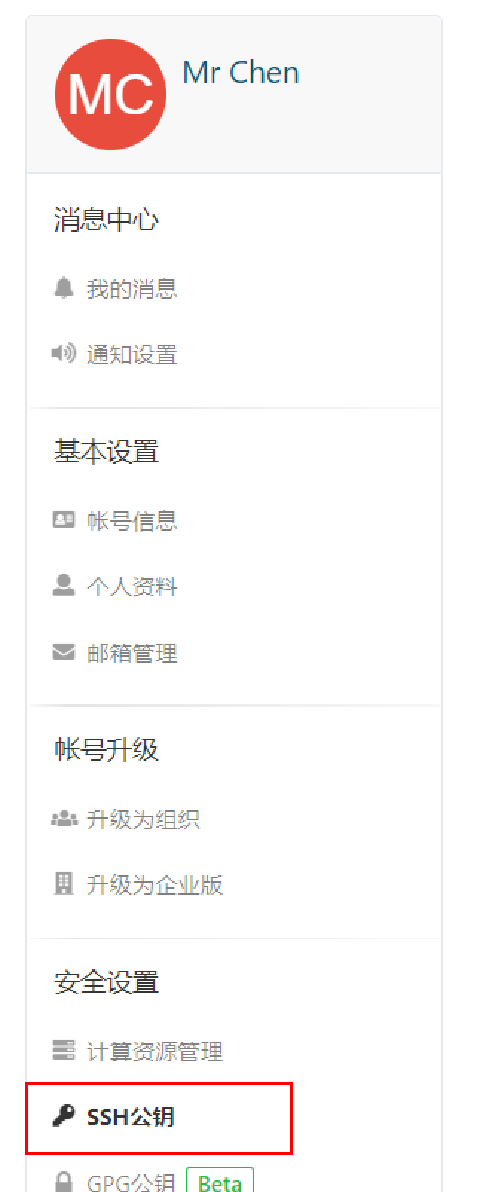 MC Mr Chen
消息中心
我的消息
通知设置
基本设置
帐号信息
个人资料
邮箱管理
帐号升级
升级为组织
升级为企业版
安全设置
计算资源管理
SSH公钥
GPG公钥 Beta